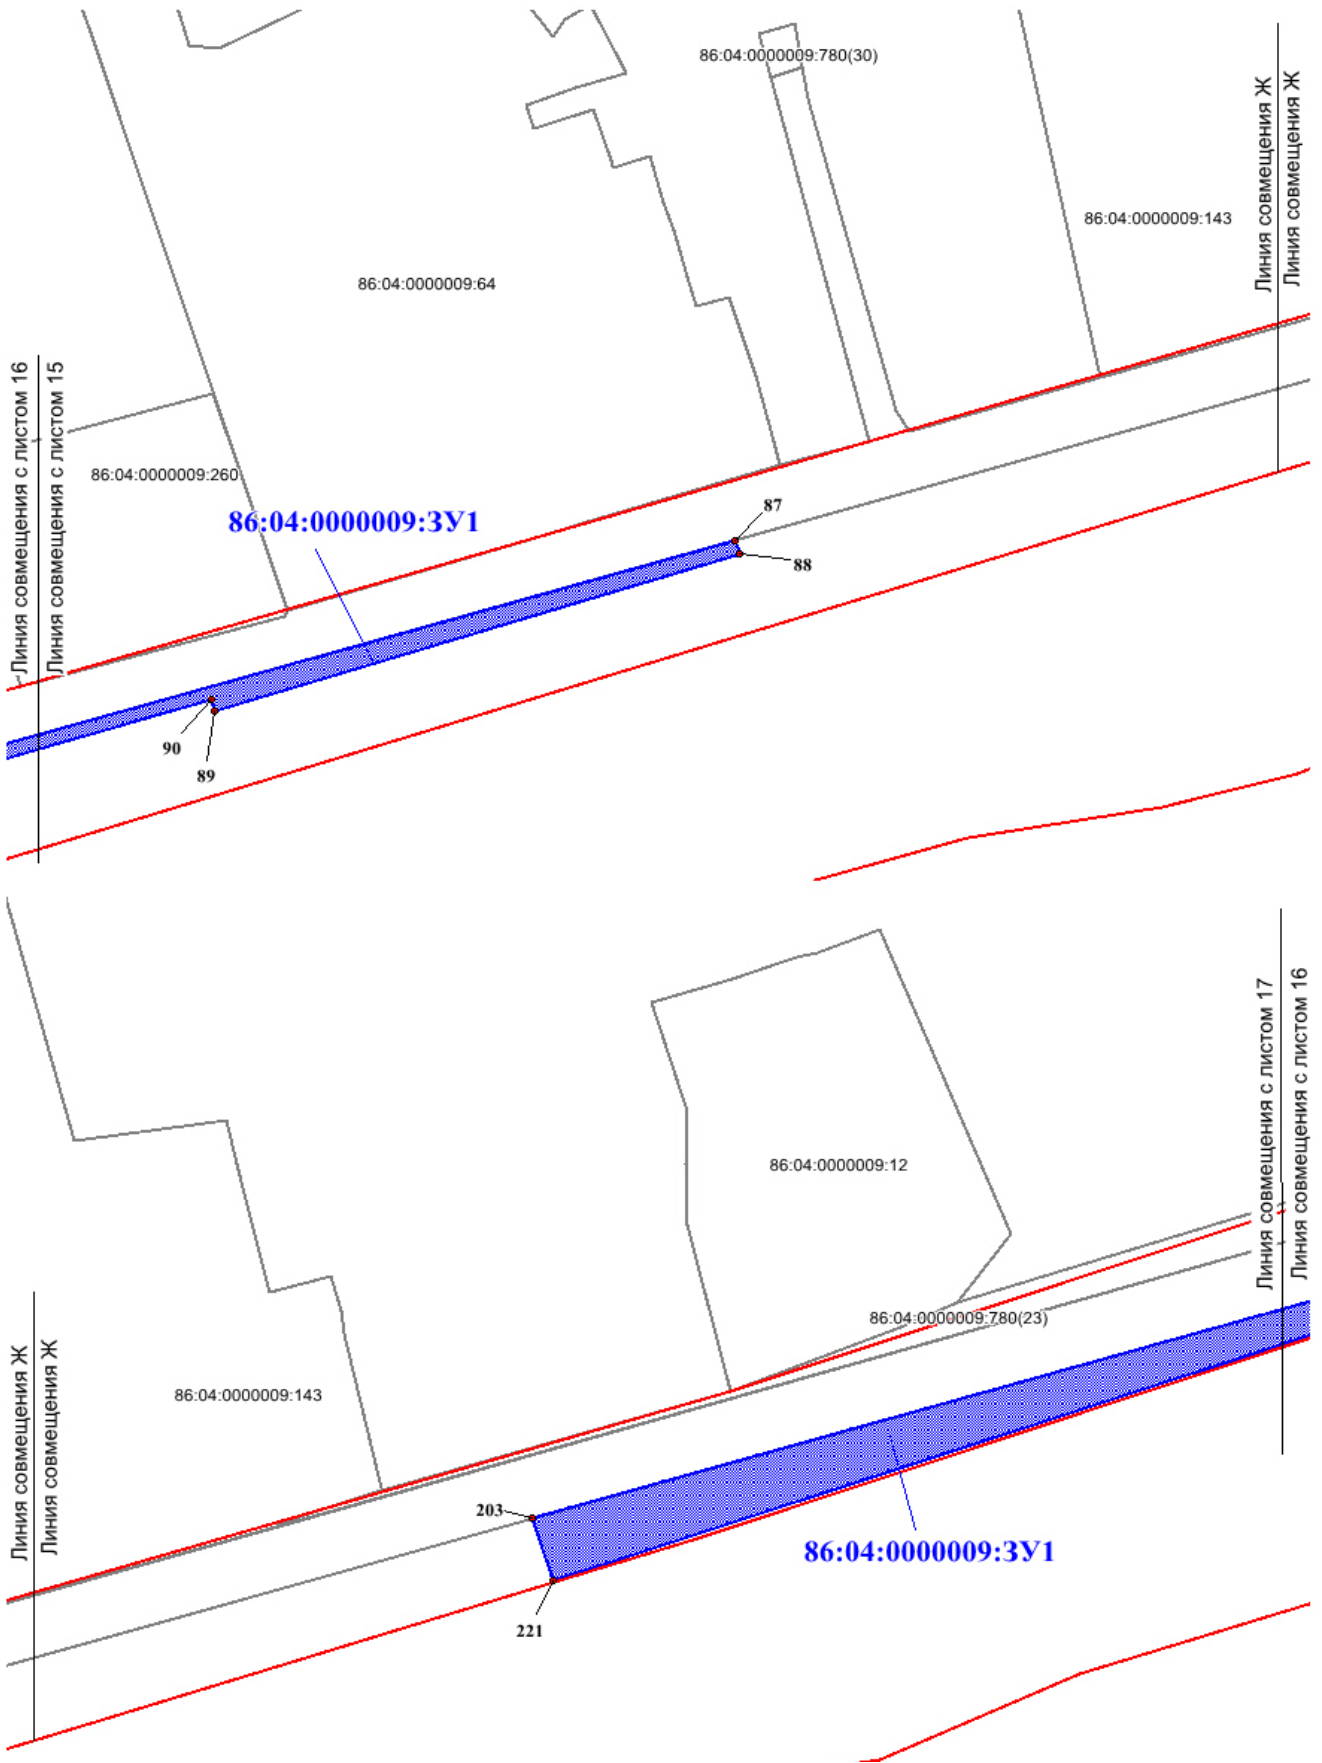 86:04:0000009:780(30)
Линия совмещения Ж
Линия совмещения Ж
86:04:0000009:143
86:04:0000009:64
Линия совмещения с листом 16
Линия совмещения с листом 15
86:04:0000009:260
86:04:0000009:ЗУ1
87
88
90
89
Линия совмещения с листом 17
Линия совмещения с листом 16
86:04:0000009:12
86:04:0000009:780(23)
Линия совмещения Ж
Линия совмещения Ж
86:04:0000009:143
203
86:04:0000009:ЗУ1
221